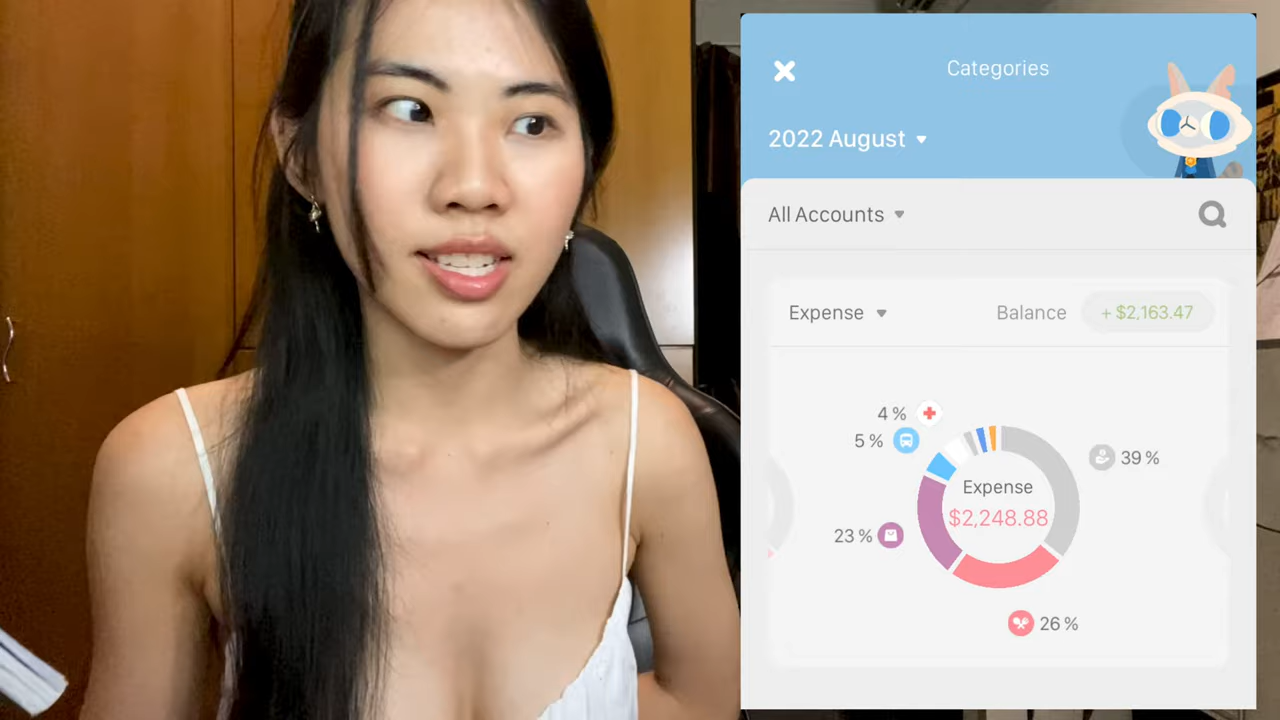 Categories
2022 August
All Accounts
Expense
Balance
+ $2,163.47
4 %
5 %
39 %
Expense
$2,248.88
23 %
26 %